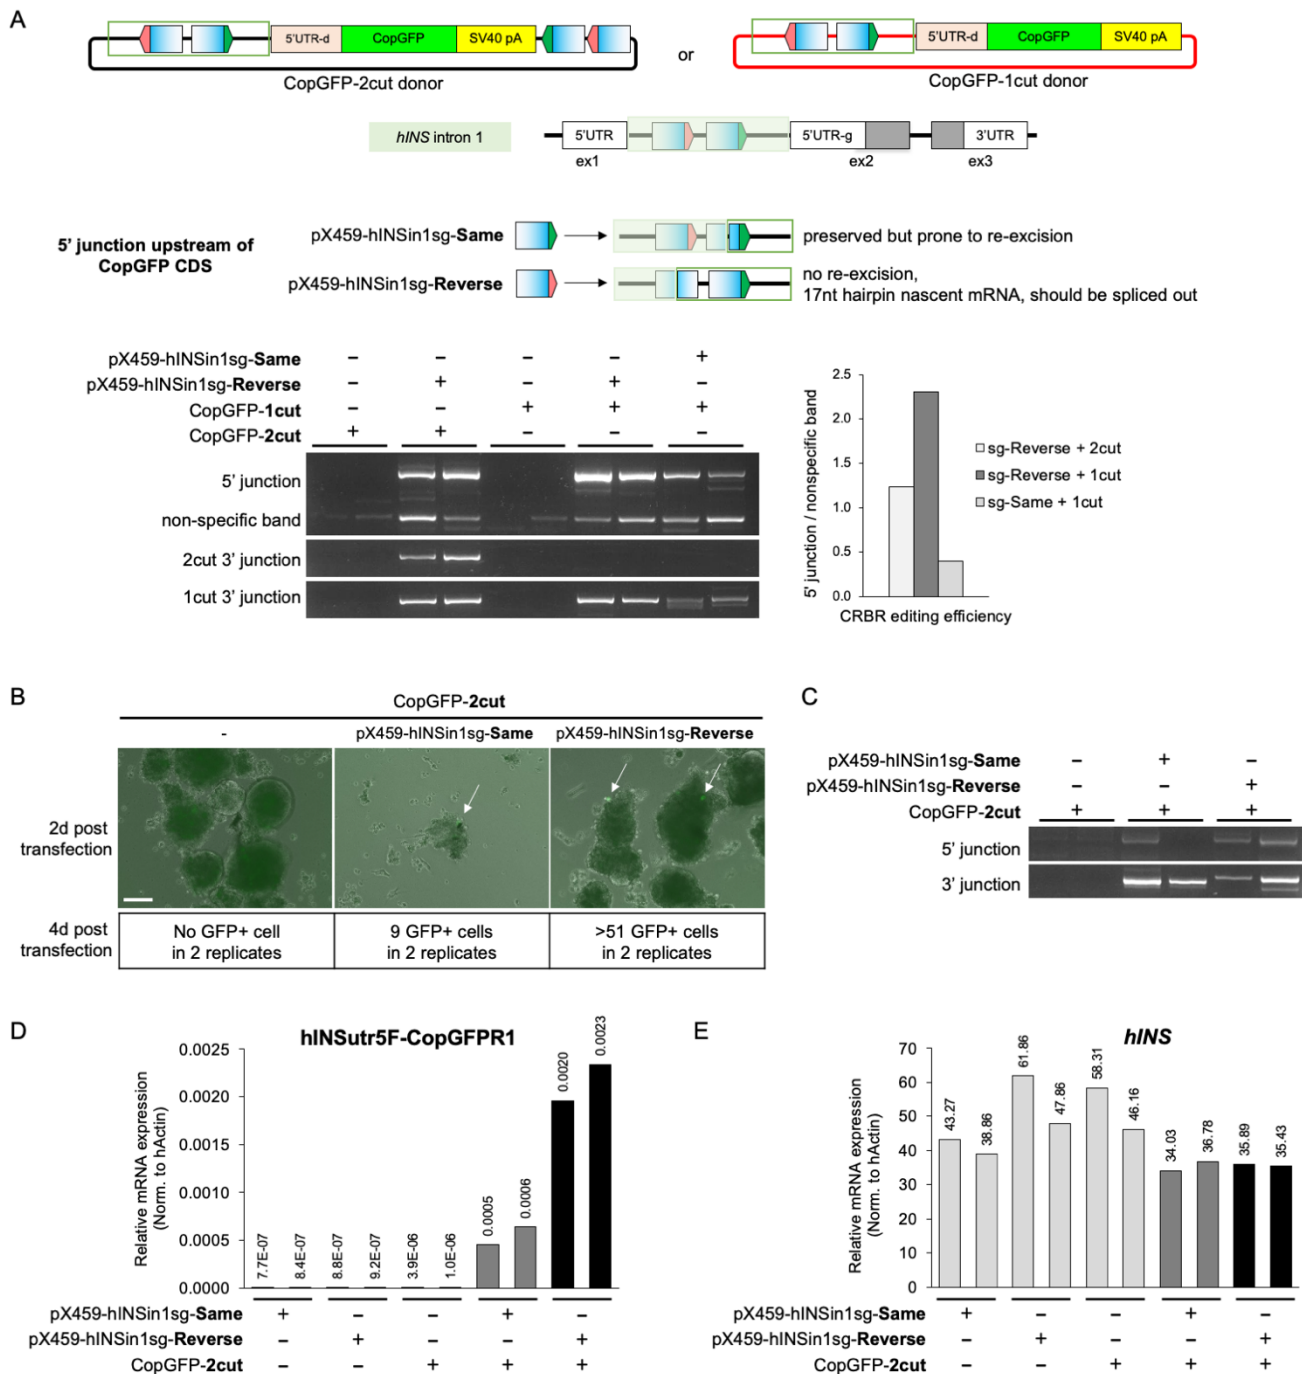 A
5'UTR-d CopGFP SV40 pA
CopGFP-2cut donor
or
5'UTR-d CopGFP SV40 pA
CopGFP-1cut donor
hINS intron 1
5'UTR 5'UTR-g 3'UTR
ex1 ex2 ex3
5' junction upstream of
CopGFP CDS
pX459-hINSin1sg-Same
preserved but prone to re-excision
pX459-hINSin1sg-Reverse
no re-excision,
17nt hairpin nascent mRNA, should be spliced out
pX459-hINSin1sg-Same – – – – +
pX459-hINSin1sg-Reverse – + – + –
CopGFP-1cut – – + + +
CopGFP-2cut + + – – –
5' junction
non-specific band
2cut 3' junction
1cut 3' junction
5' junction / nonspecific band
2.5
2.0
1.5
1.0
0.5
0.0
CRBR editing efficiency
sg-Reverse + 2cut
sg-Reverse + 1cut
sg-Same + 1cut
B
CopGFP-2cut
- pX459-hINSin1sg-Same pX459-hINSin1sg-Reverse
2d post
transfection
4d post
transfection
No GFP+ cell
in 2 replicates
9 GFP+ cells
in 2 replicates
>51 GFP+ cells
in 2 replicates
C
pX459-hINSin1sg-Same – + –
pX459-hINSin1sg-Reverse – – +
CopGFP-2cut + + +
5' junction
3' junction
D
hINSutr5F-CopGFPR1
Relative mRNA expression
(Norm. to hActin)
0.0025
0.0020
0.0015
0.0010
0.0005
0.0000
7.7E-07 8.4E-07 8.8E-07 9.2E-07 3.9E-06 1.0E-06 0.0005 0.0006 0.0020 0.0023
pX459-hINSin1sg-Same + – – + –
pX459-hINSin1sg-Reverse – + – – +
CopGFP-2cut – – + + +
E
hINS
Relative mRNA expression
(Norm. to hActin)
70
60
50
40
30
20
10
0
43.27 38.86 61.86 47.86 58.31 46.16 34.03 36.78 35.89 35.43
pX459-hINSin1sg-Same + – – + –
pX459-hINSin1sg-Reverse – + – – +
CopGFP-2cut – – + + +